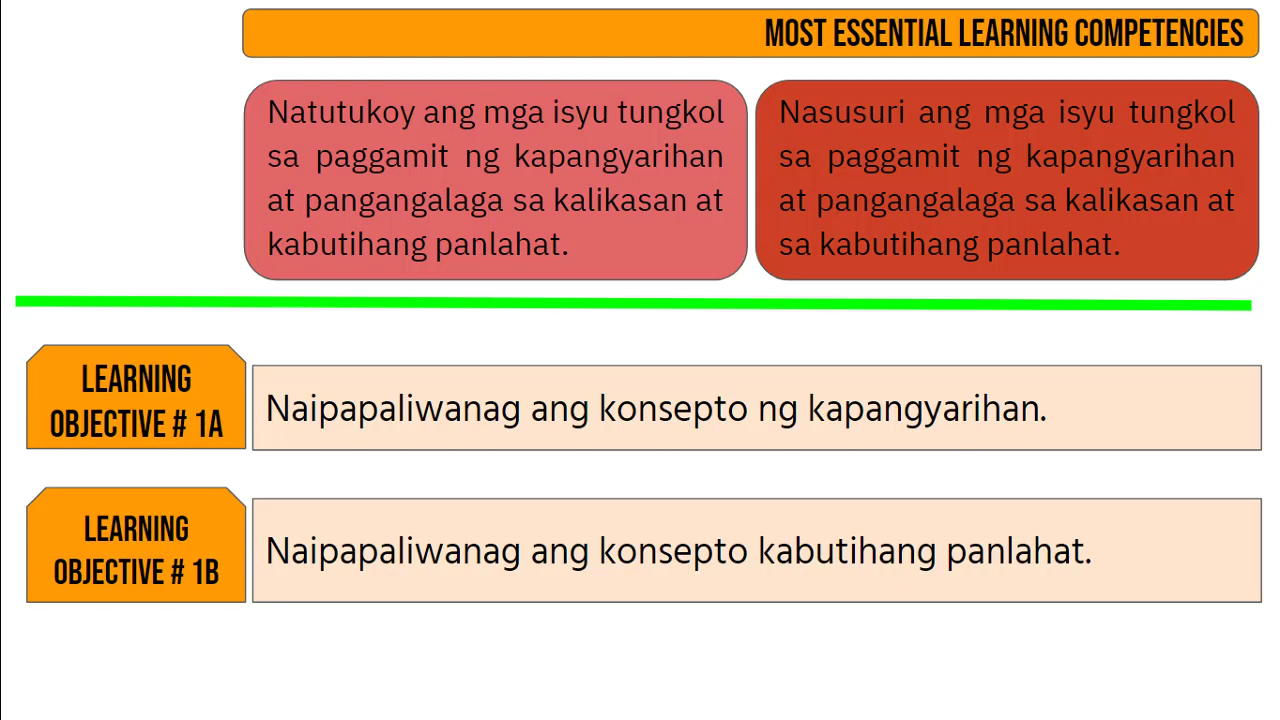 MOST ESSENTIAL LEARNING COMPETENCIES
Natutukoy ang mga isyu tungkol
sa paggamit ng kapangyarihan
at pangangalaga sa kalikasan at
kabutihang panlahat.
Nasusuri ang mga isyu tungkol
sa paggamit ng kapangyarihan
at pangangalaga sa kalikasan at
sa kabutihang panlahat.
LEARNING
OBJECTIVE # 1A
Naipapaliwanag ang konsepto ng kapangyarihan.
LEARNING
OBJECTIVE # 1B
Naipapaliwanag ang konsepto kabutihang panlahat.